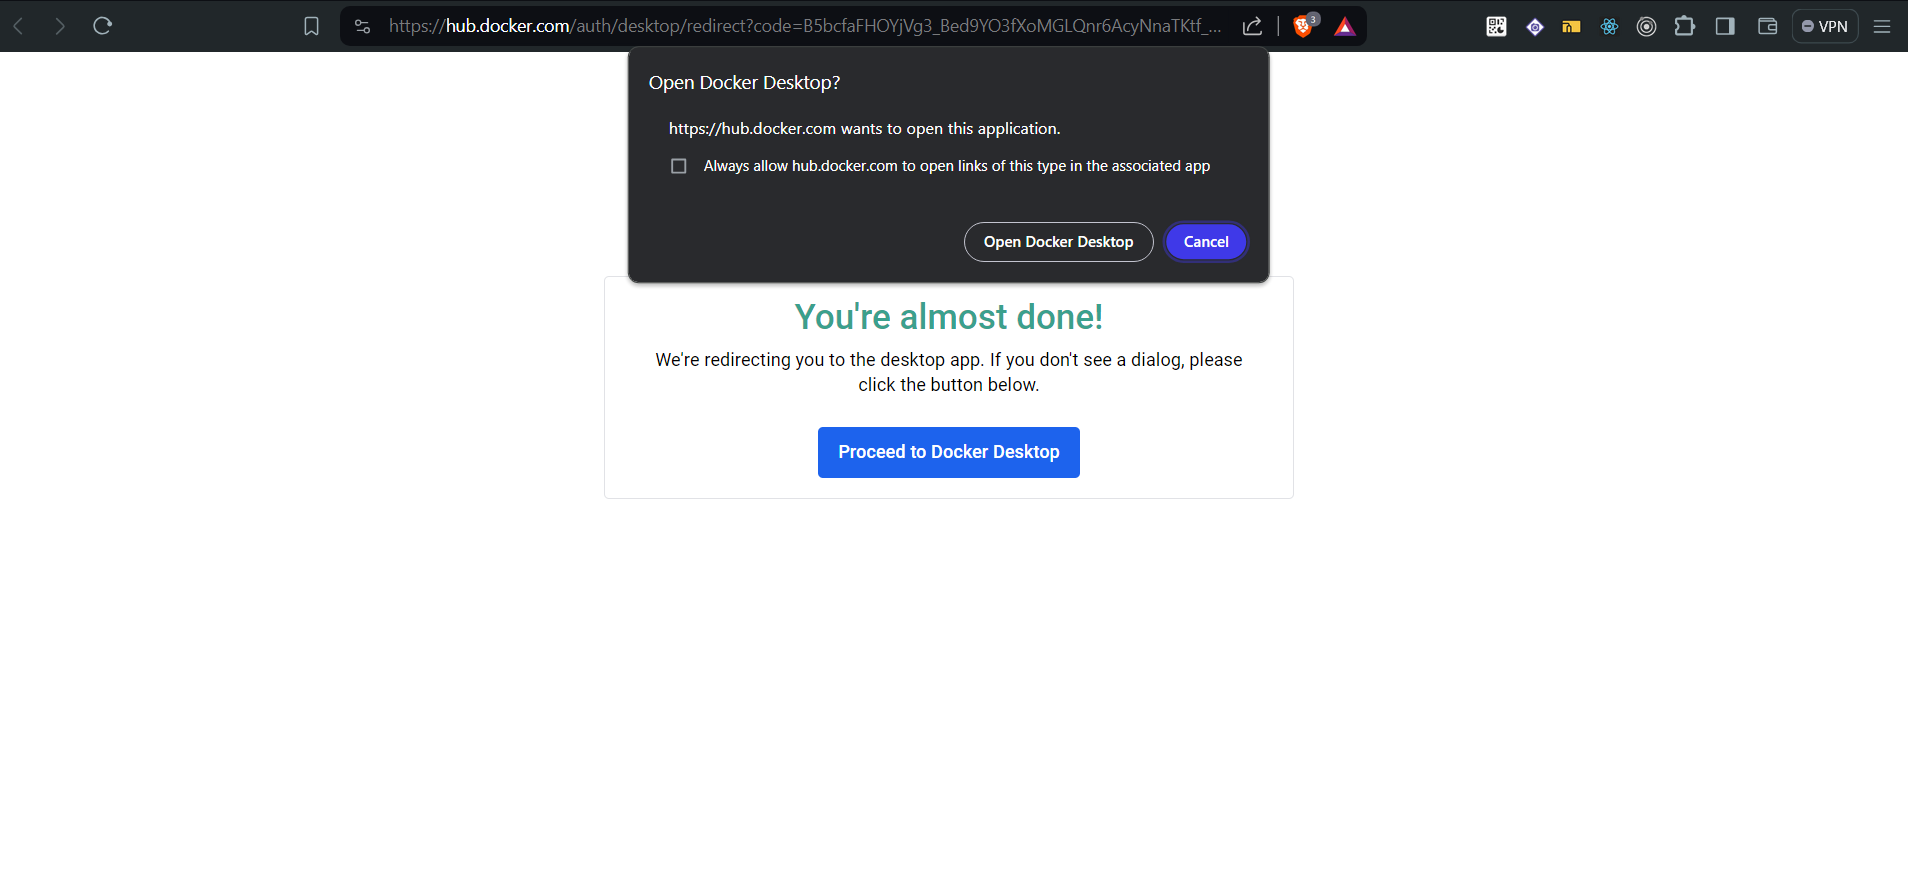 https://hub.docker.com/auth/desktop/redirect?code=B5bcfaFHOYjVg3_Bed9YO3fXoMGLQnr6AcyNnaTKtf_...
3
VPN
Open Docker Desktop?
https://hub.docker.com wants to open this application.
Always allow hub.docker.com to open links of this type in the associated app
Open Docker Desktop
Cancel
You're almost done!
We're redirecting you to the desktop app. If you don't see a dialog, please
click the button below.
Proceed to Docker Desktop